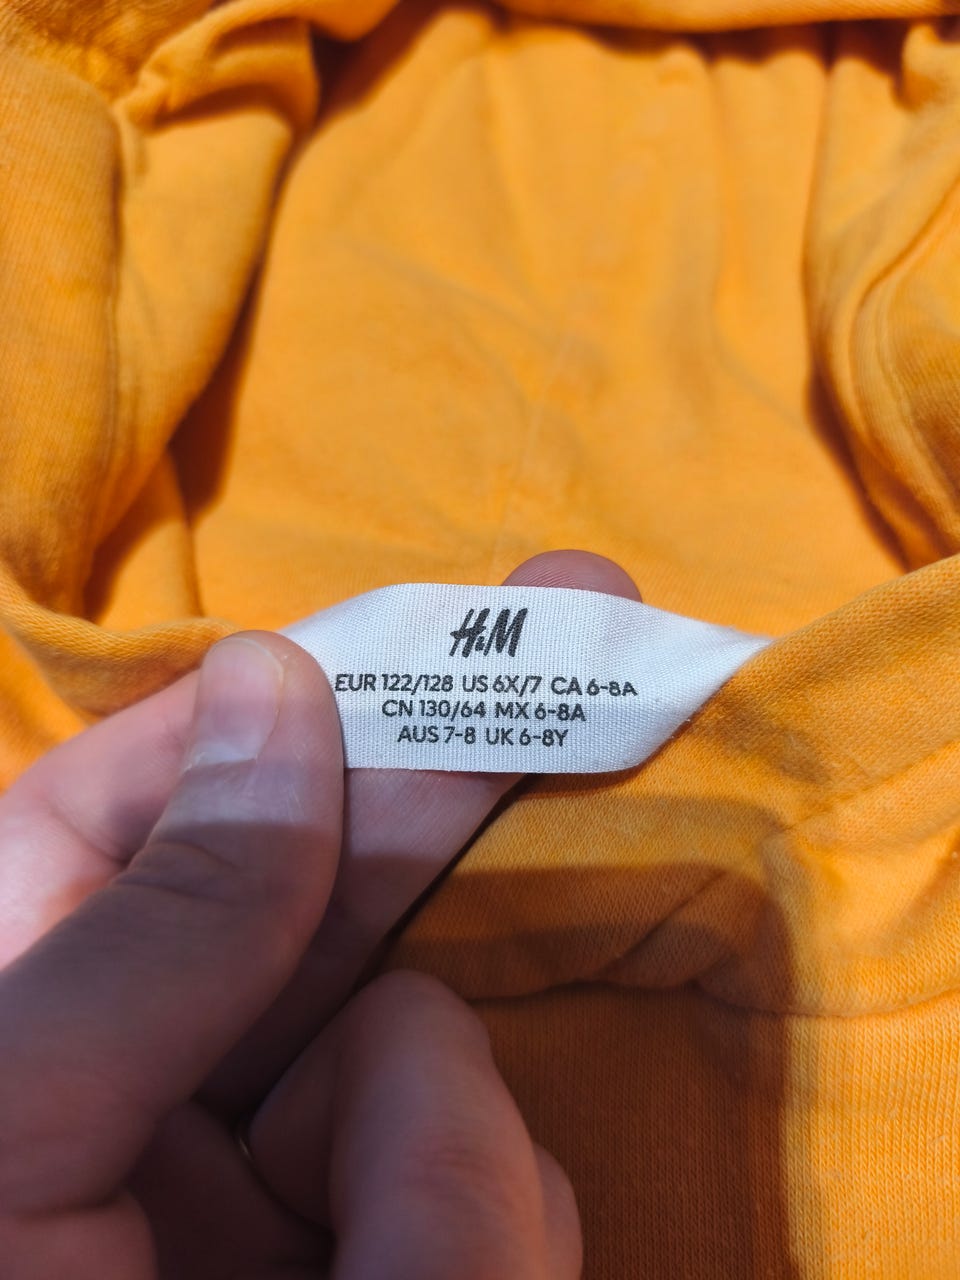 H&M
EUR 122/128 US 6X/7 CA 6-8A
CN 130/64 MX 6-8A
AUS 7-8 UK 6-8Y